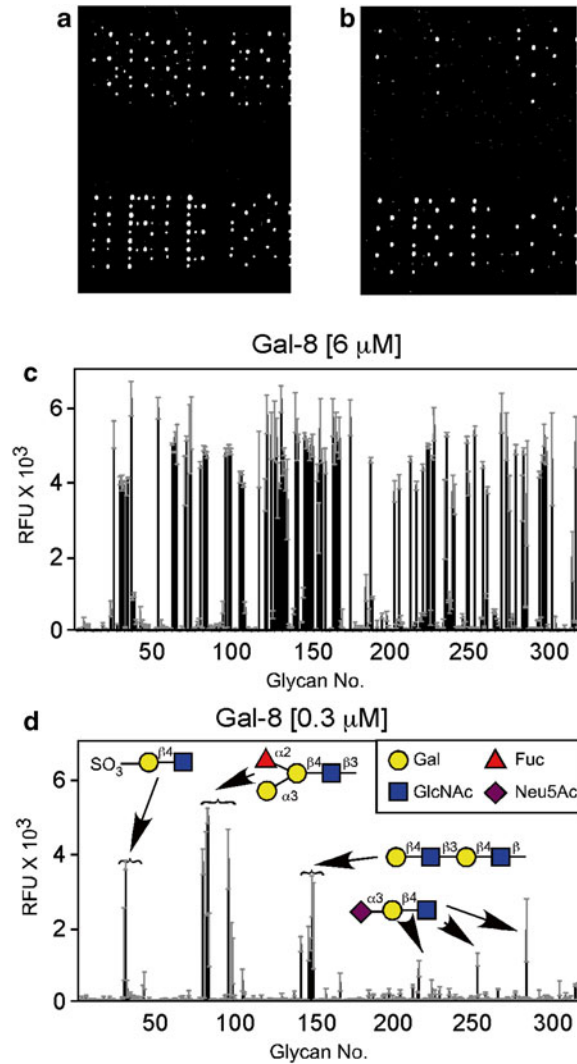 a
b
Gal-8 [6 μM]
c
6
4
2
0
RFU X 10³
50 100 150 200 250 300
Glycan No.
d
Gal-8 [0.3 μM]
6
4
2
0
RFU X 10³
SO₃ β4
α2
α3
β4 β3
Gal Fuc
GlcNAc Neu5Ac
β4 β3 β4 β
α3 β4
50 100 150 200 250 300
Glycan No.